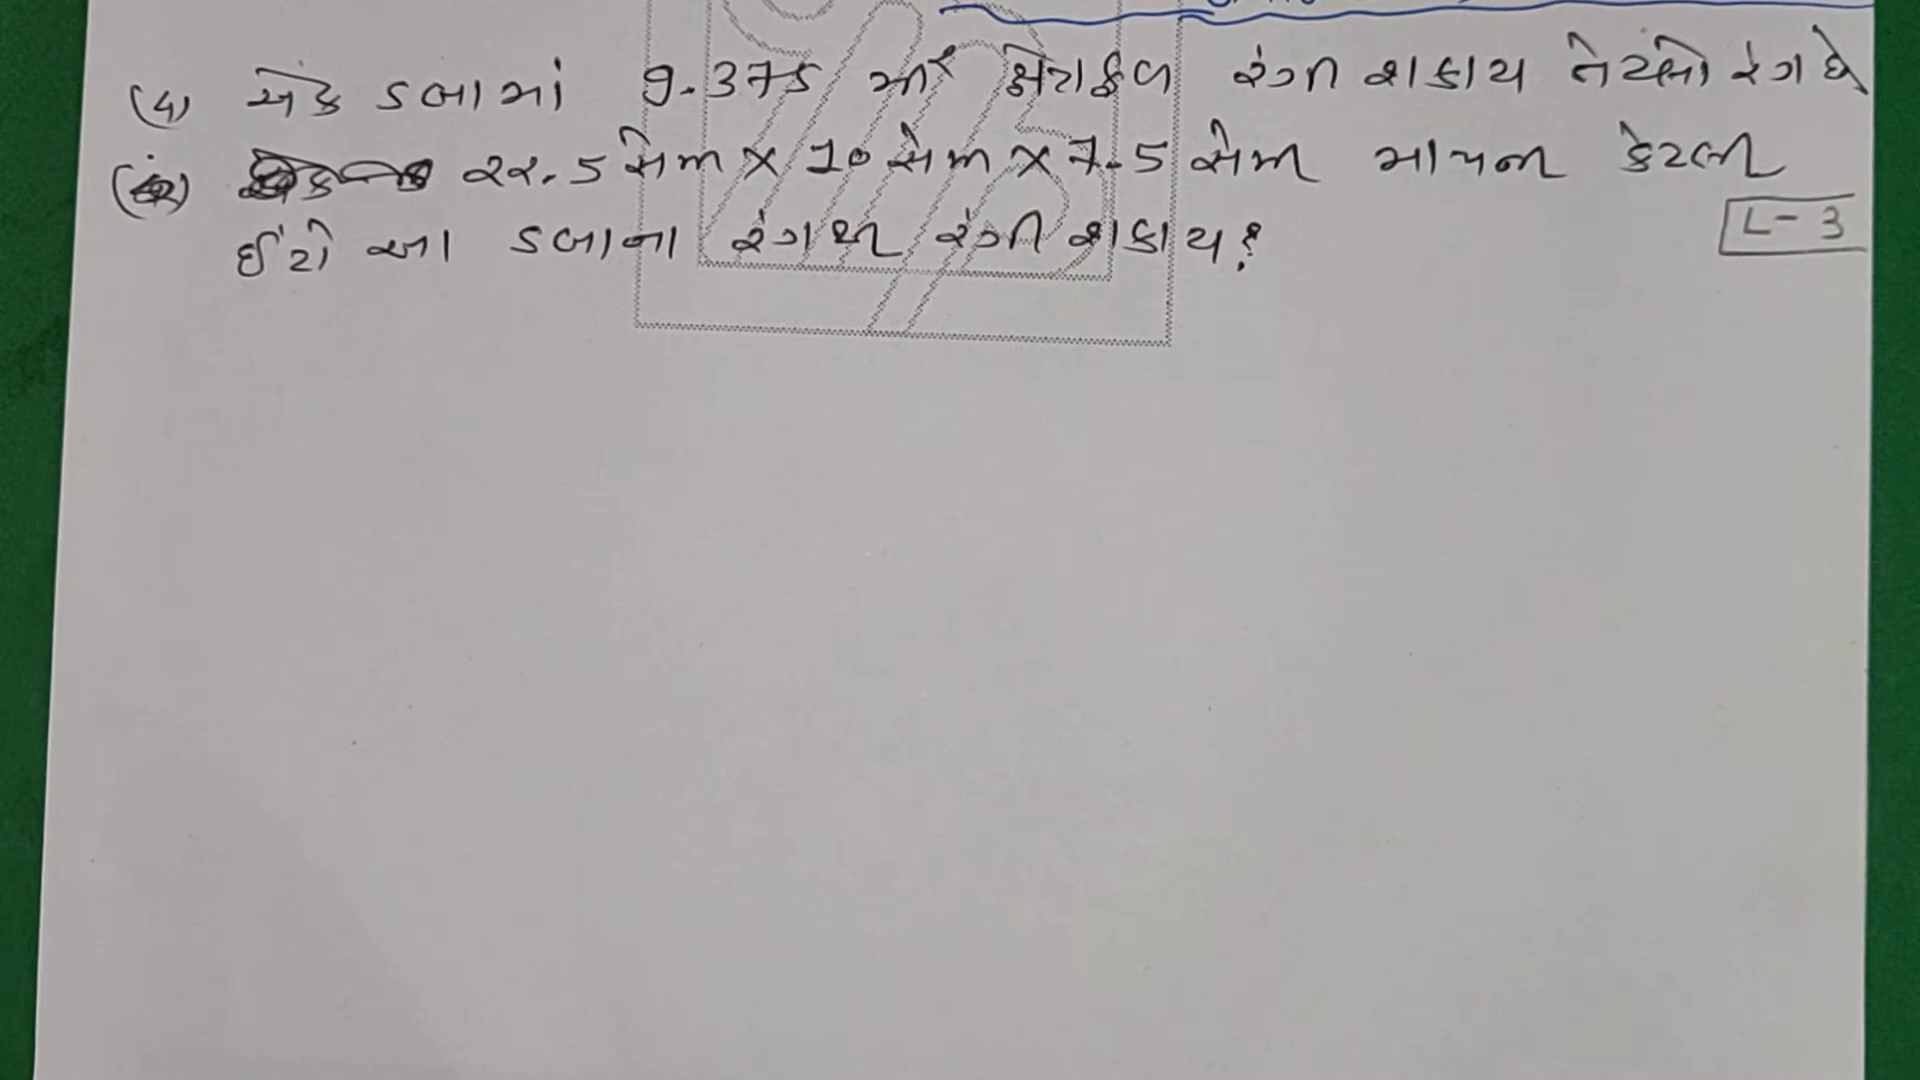 (4) એક ડબામાં 9.375 મી² ક્ષેત્રફળ રંગી શકાય તેટલો રંગ છે
22.5 સેમી × 10 સેમી × 7.5 સેમી માપની કેટલી
ઈંટો આ ડબાના રંગથી રંગી શકાય?
L-3